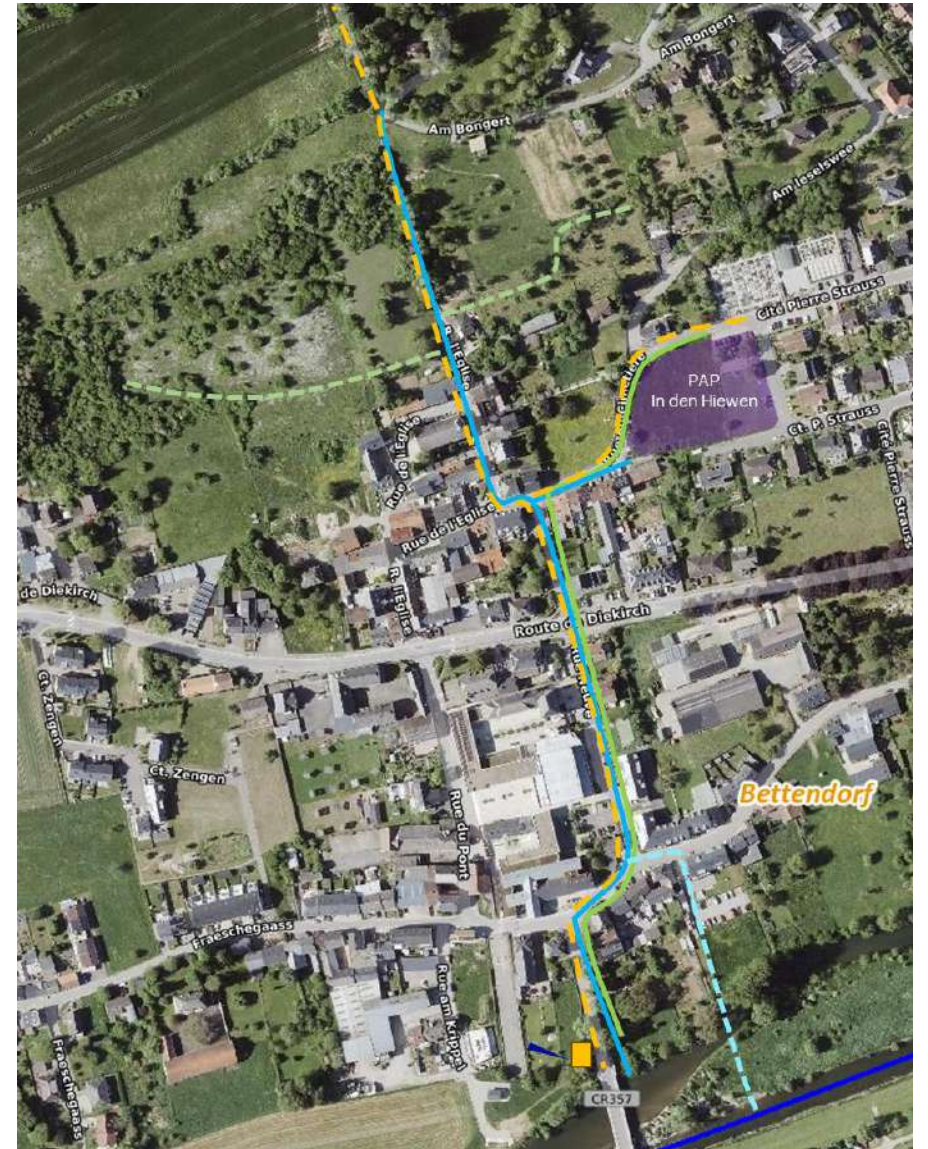 Am Bongert
Am Bongert
Am Ieselswee
Cité Pierre Strauss
R. l'Eglise
PAP
In den Hiewen
Ct. P. Strauss
Cité Pierre Strauss
Rue de l'Eglise
Rue de l'Eglise
R. l'Eglise
de Diekirch
Route de Diekirch
Ct. Zengen
Ct. Zengen
Rue du Pont
Bettendorf
Fraeschegaass
Rue am Krippel
Fraeschegaass
CR357